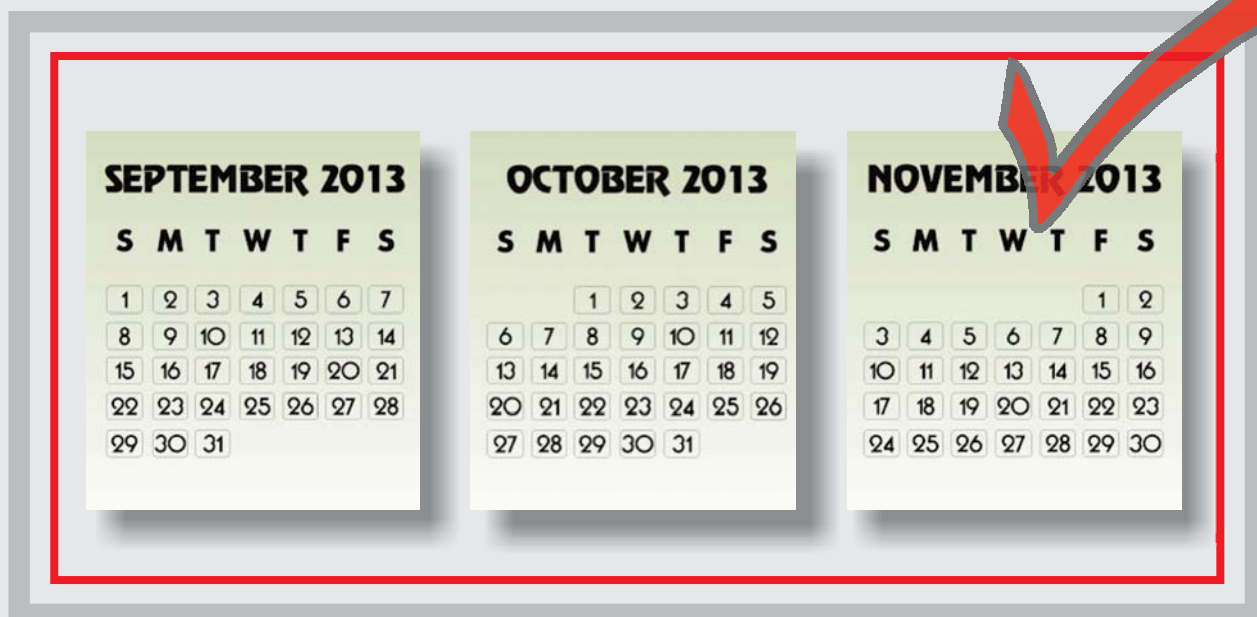 SEPTEMBER 2013
S M T W T F S
1 2 3 4 5 6 7
8 9 10 11 12 13 14
15 16 17 18 19 20 21
22 23 24 25 26 27 28
29 30 31
OCTOBER 2013
S M T W T F S
1 2 3 4 5
6 7 8 9 10 11 12
13 14 15 16 17 18 19
20 21 22 23 24 25 26
27 28 29 30 31
NOVEMBER 2013
S M T W T F S
1 2
3 4 5 6 7 8 9
10 11 12 13 14 15 16
17 18 19 20 21 22 23
24 25 26 27 28 29 30